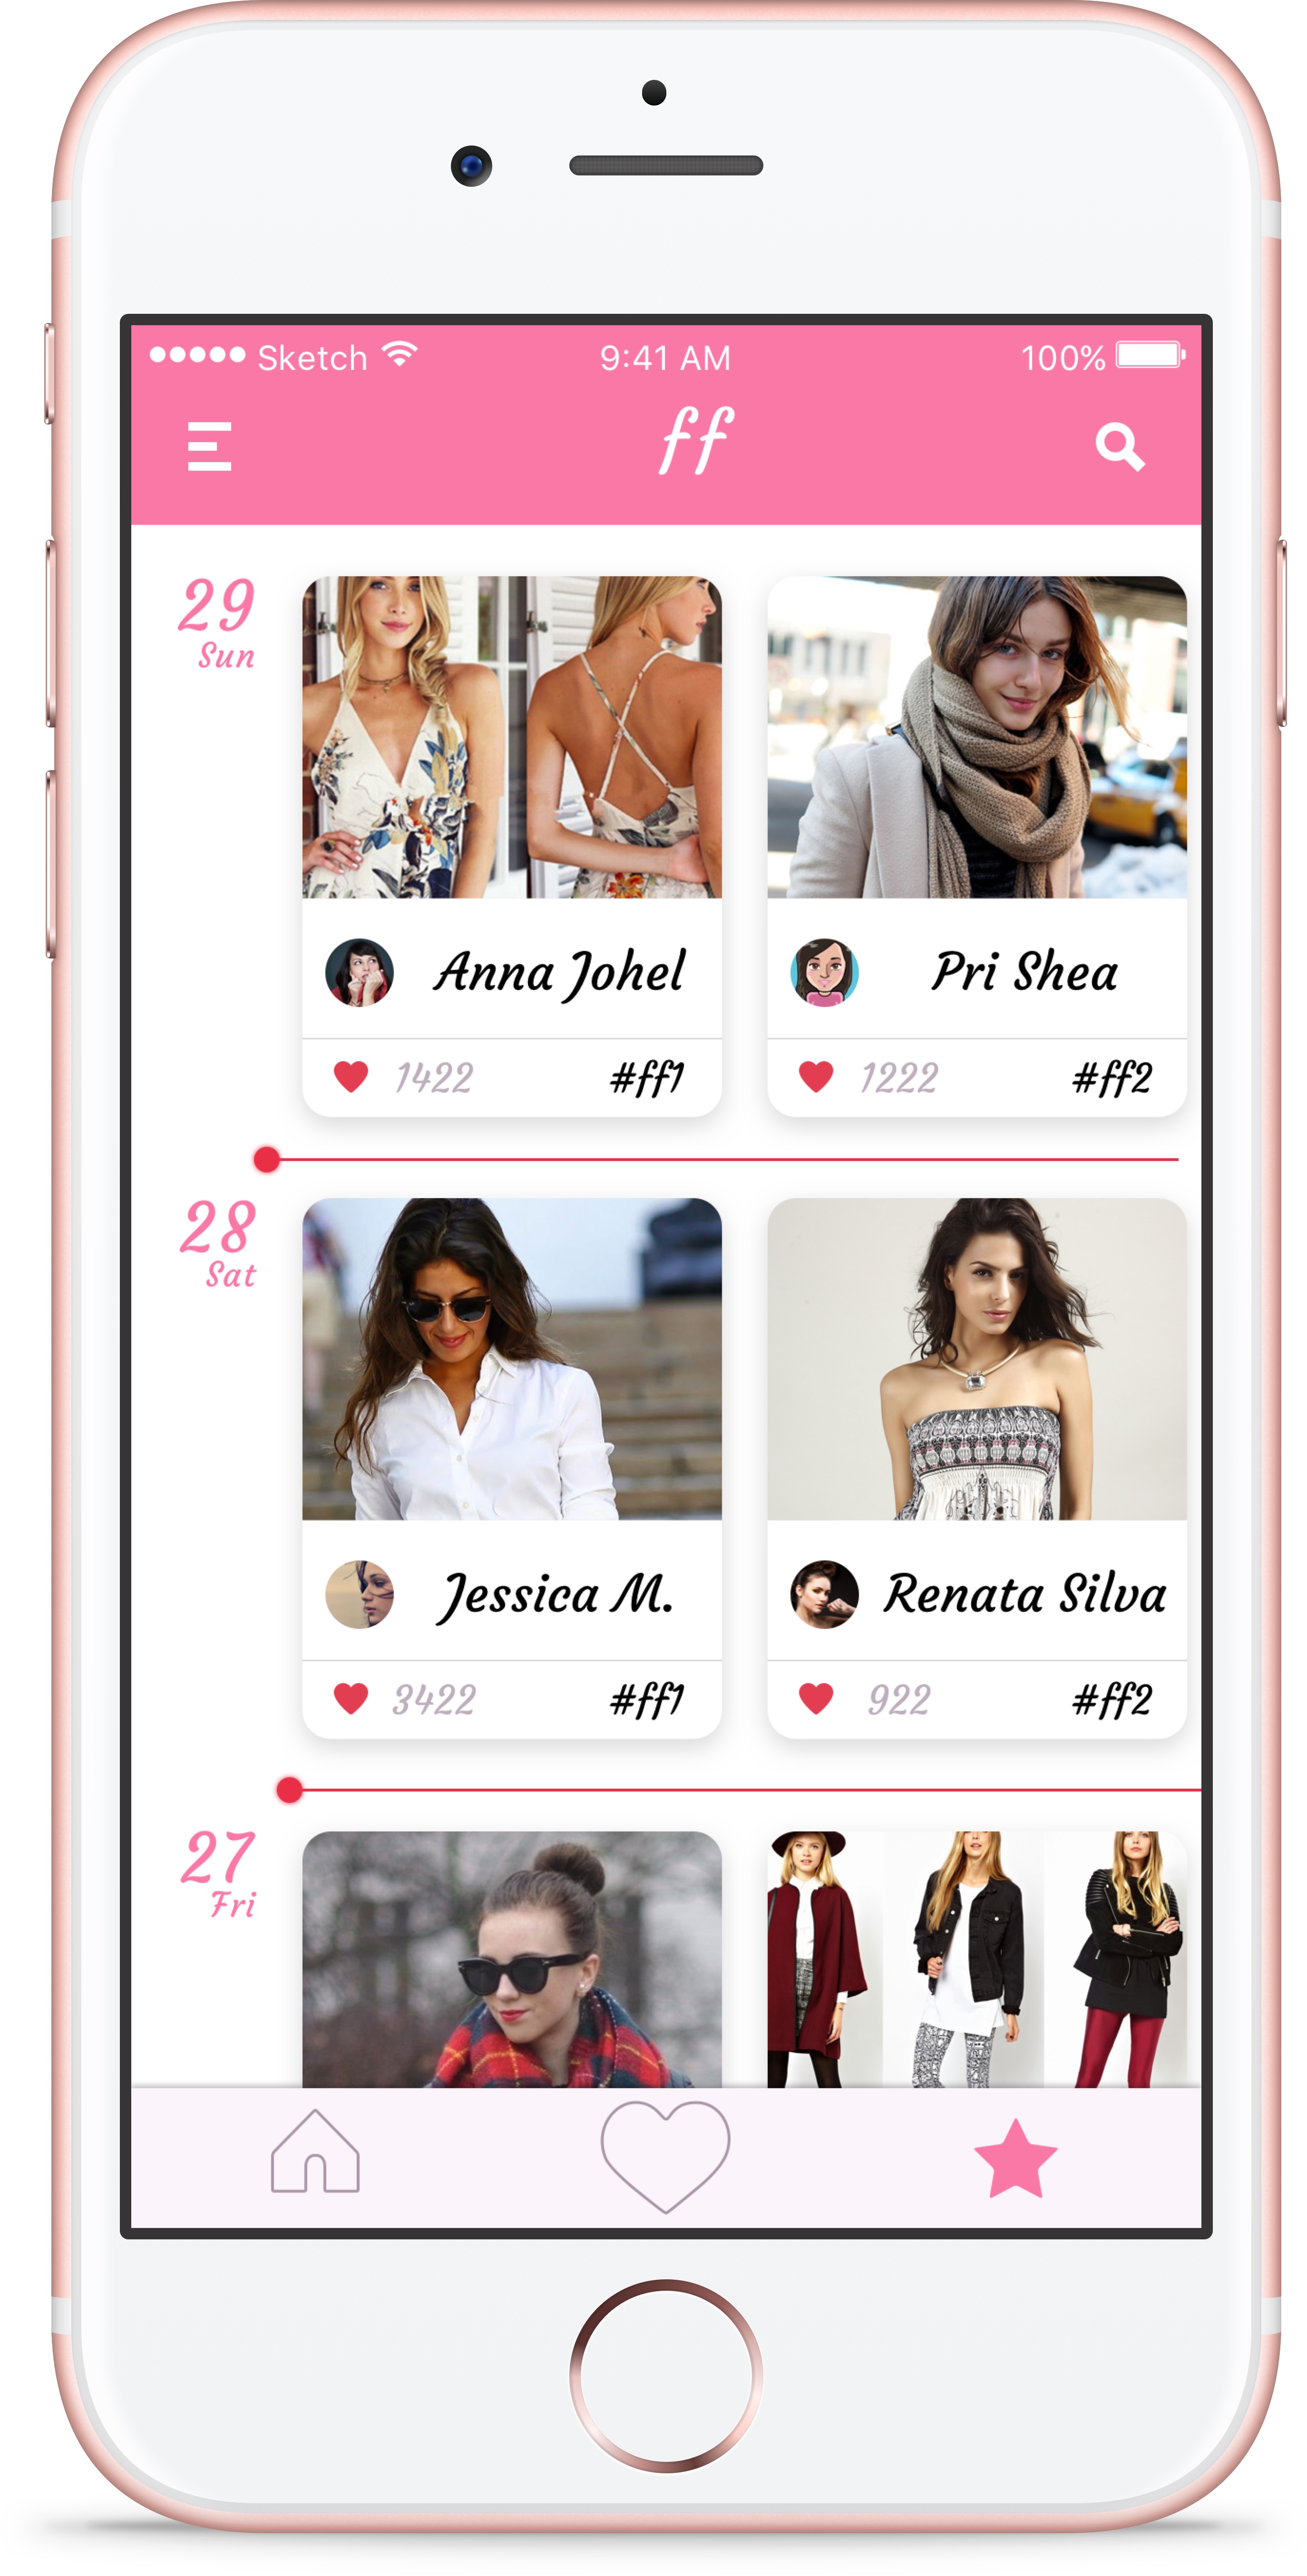 Sketch 9:41 AM 100%
ff
29
Sun
Anna Johel
1422 #ff1
Pri Shea
1222 #ff2
28
Sat
Jessica M.
3422 #ff1
Renata Silva
922 #ff2
27
Fri